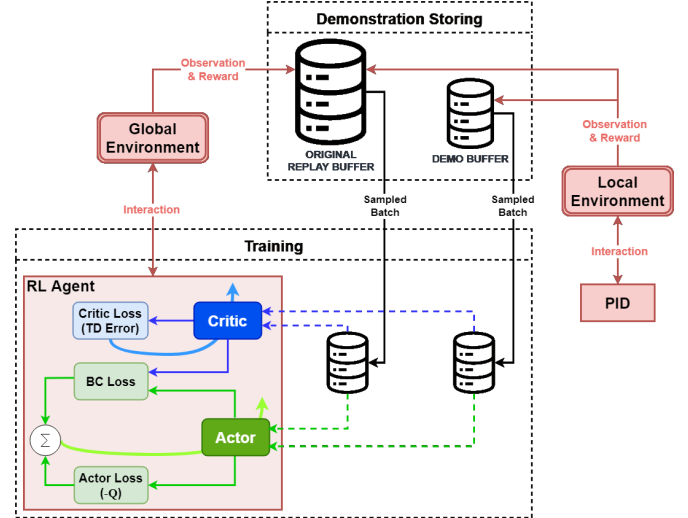 Demonstration Storing
Observation
& Reward
Global
Environment
ORIGINAL
REPLAY BUFFER
DEMO BUFFER
Observation
& Reward
Local
Environment
Interaction
Sampled
Batch
Sampled
Batch
Interaction
PID
Training
RL Agent
Critic Loss
(TD Error)
Critic
BC Loss
Σ
Actor
Actor Loss
(-Q)